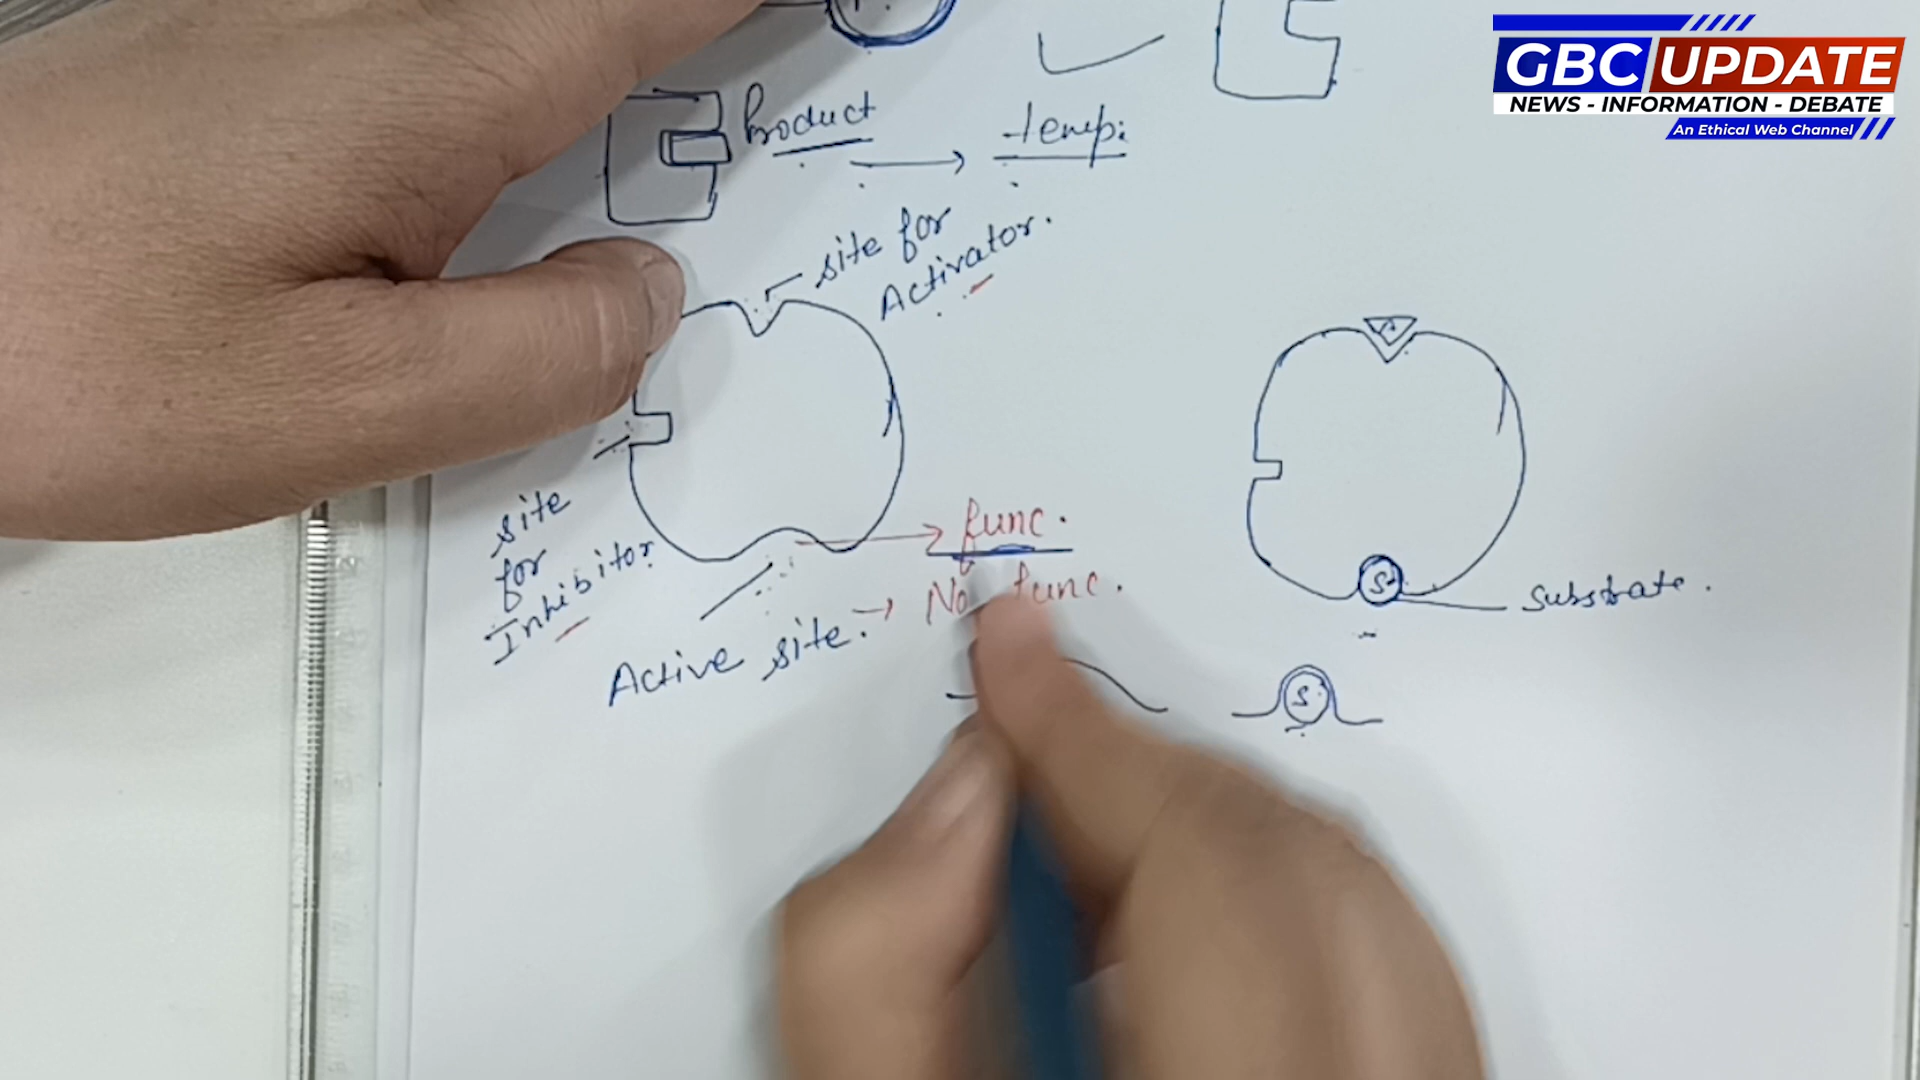 GBC UPDATE
NEWS - INFORMATION - DEBATE
An Ethical Web Channel
Product
temp:
site for
Activator.
site
for
Inhibitor
func.
No func.
Active site.
S
Substrate.
S